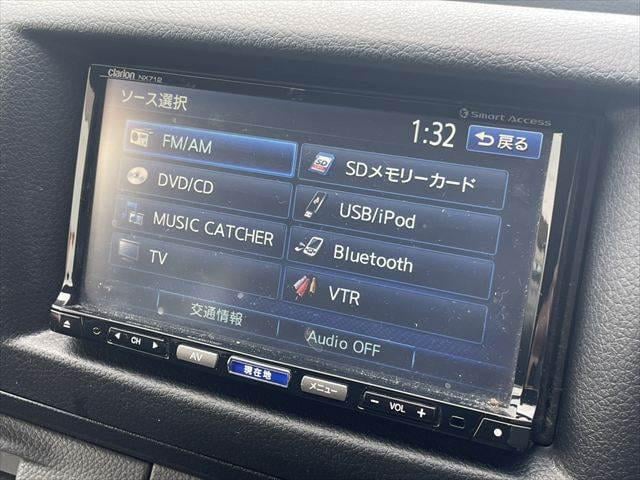 clarion NX712
ソース選択
Smart Access
1:32
戻る
FM/AM
SDメモリーカード
DVD/CD
USB/iPod
MUSIC CATCHER
Bluetooth
TV
VTR
交通情報
Audio OFF
CH
AV
現在地
メニュー
− VOL +